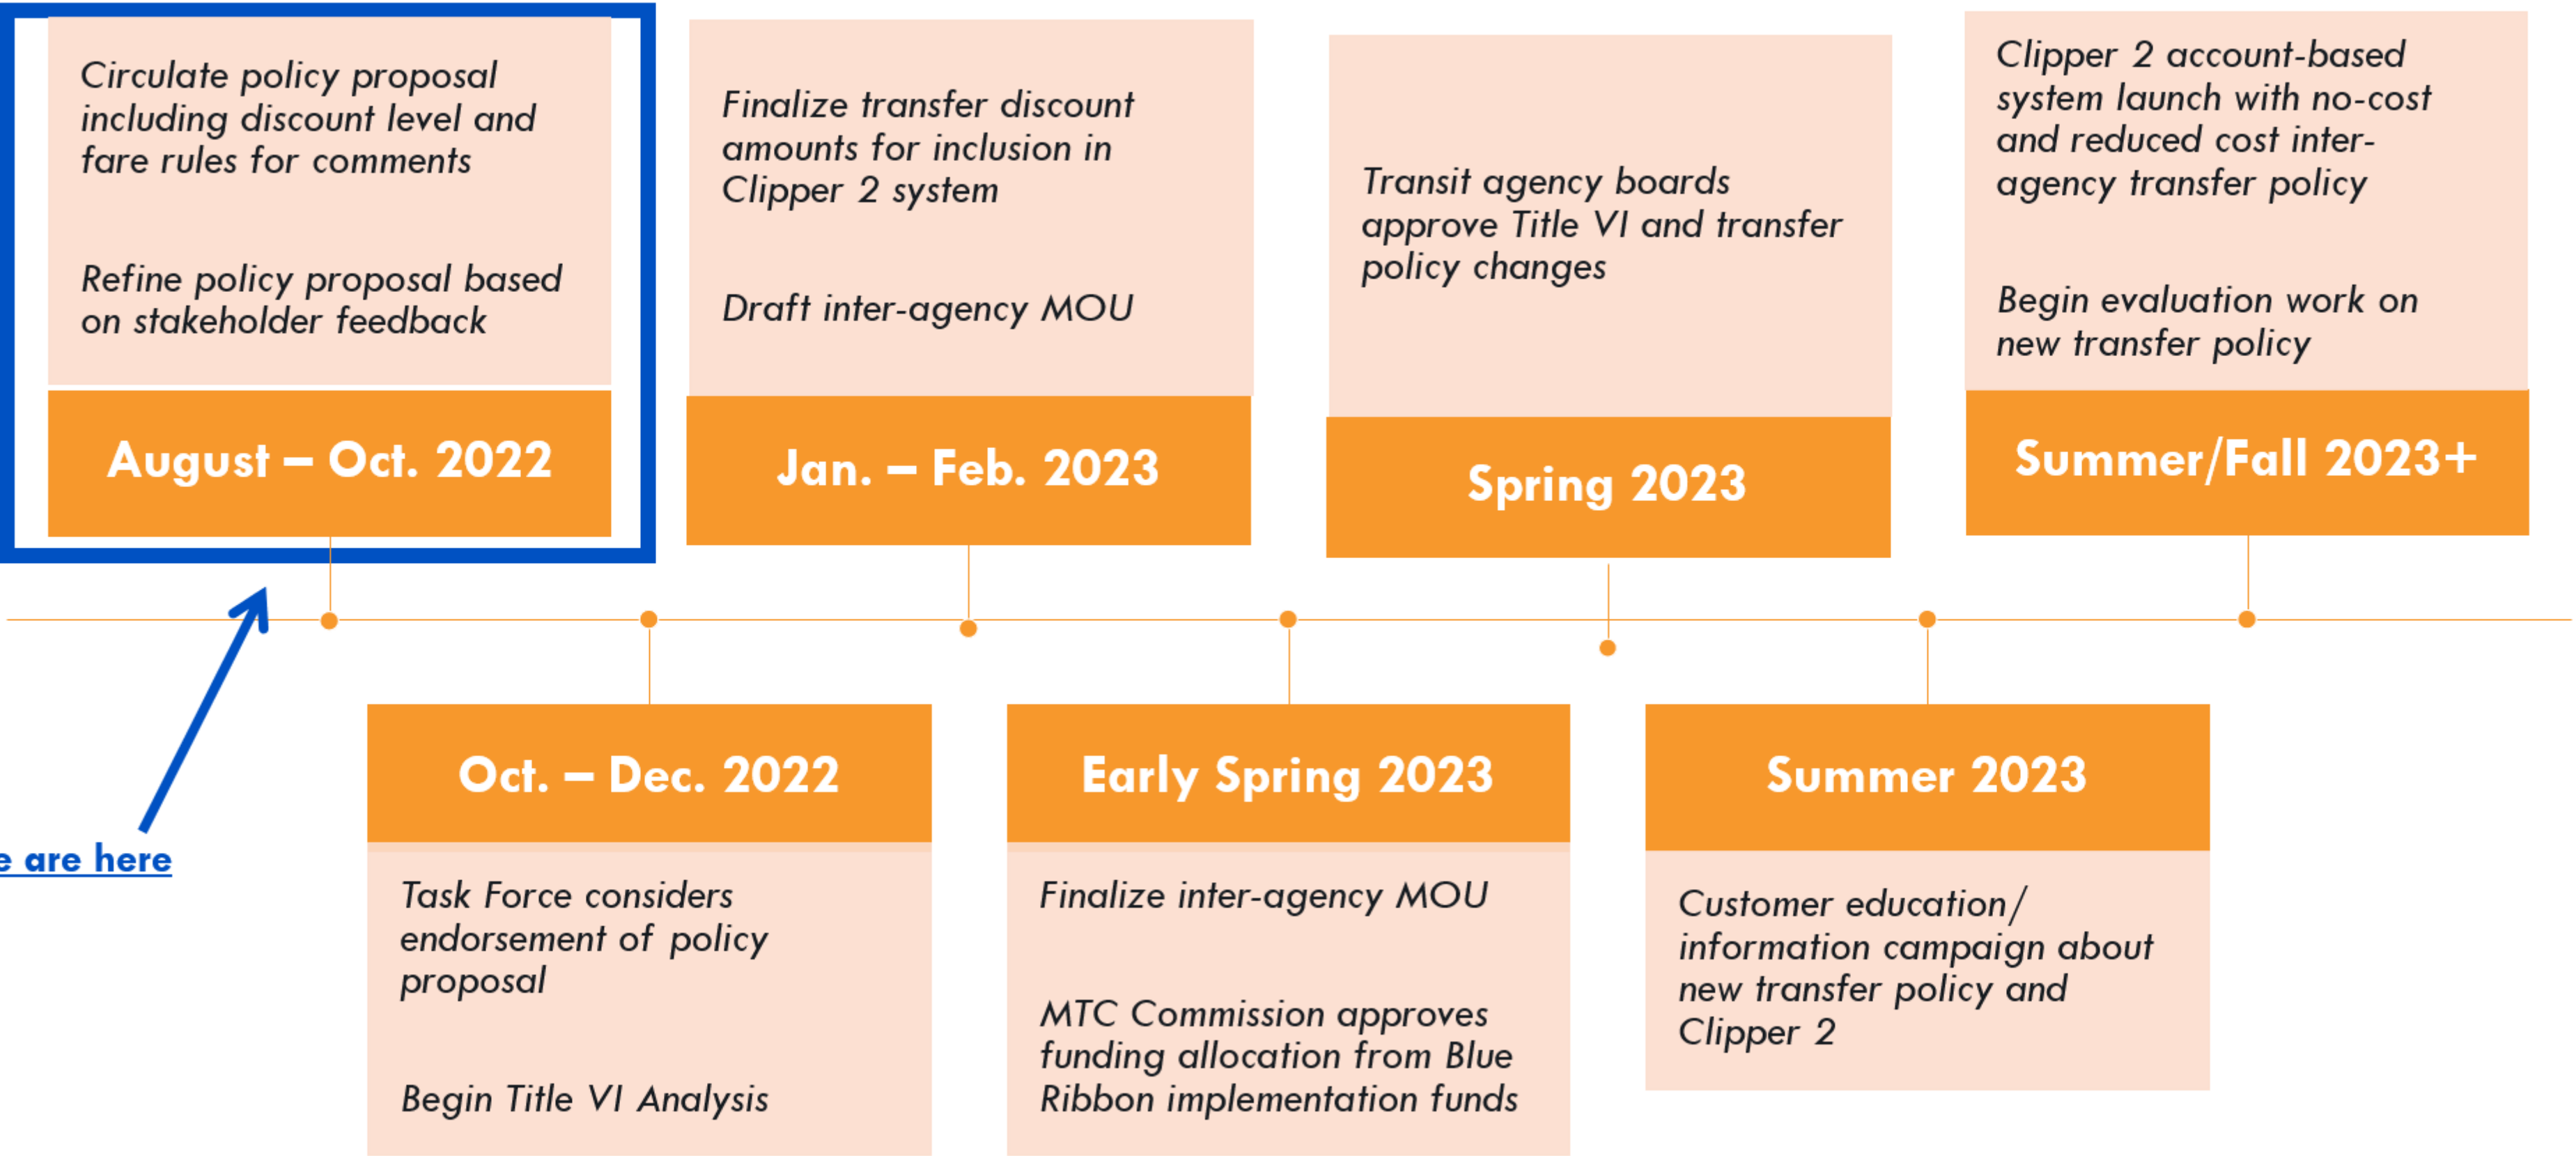 Circulate policy proposal
including discount level and
fare rules for comments
Refine policy proposal based
on stakeholder feedback
August – Oct. 2022
Finalize transfer discount
amounts for inclusion in
Clipper 2 system
Draft inter-agency MOU
Jan. – Feb. 2023
Transit agency boards
approve Title VI and transfer
policy changes
Spring 2023
Clipper 2 account-based
system launch with no-cost
and reduced cost inter-
agency transfer policy
Begin evaluation work on
new transfer policy
Summer/Fall 2023+
e are here
Oct. – Dec. 2022
Task Force considers
endorsement of policy
proposal
Begin Title VI Analysis
Early Spring 2023
Finalize inter-agency MOU
MTC Commission approves
funding allocation from Blue
Ribbon implementation funds
Summer 2023
Customer education/
information campaign about
new transfer policy and
Clipper 2